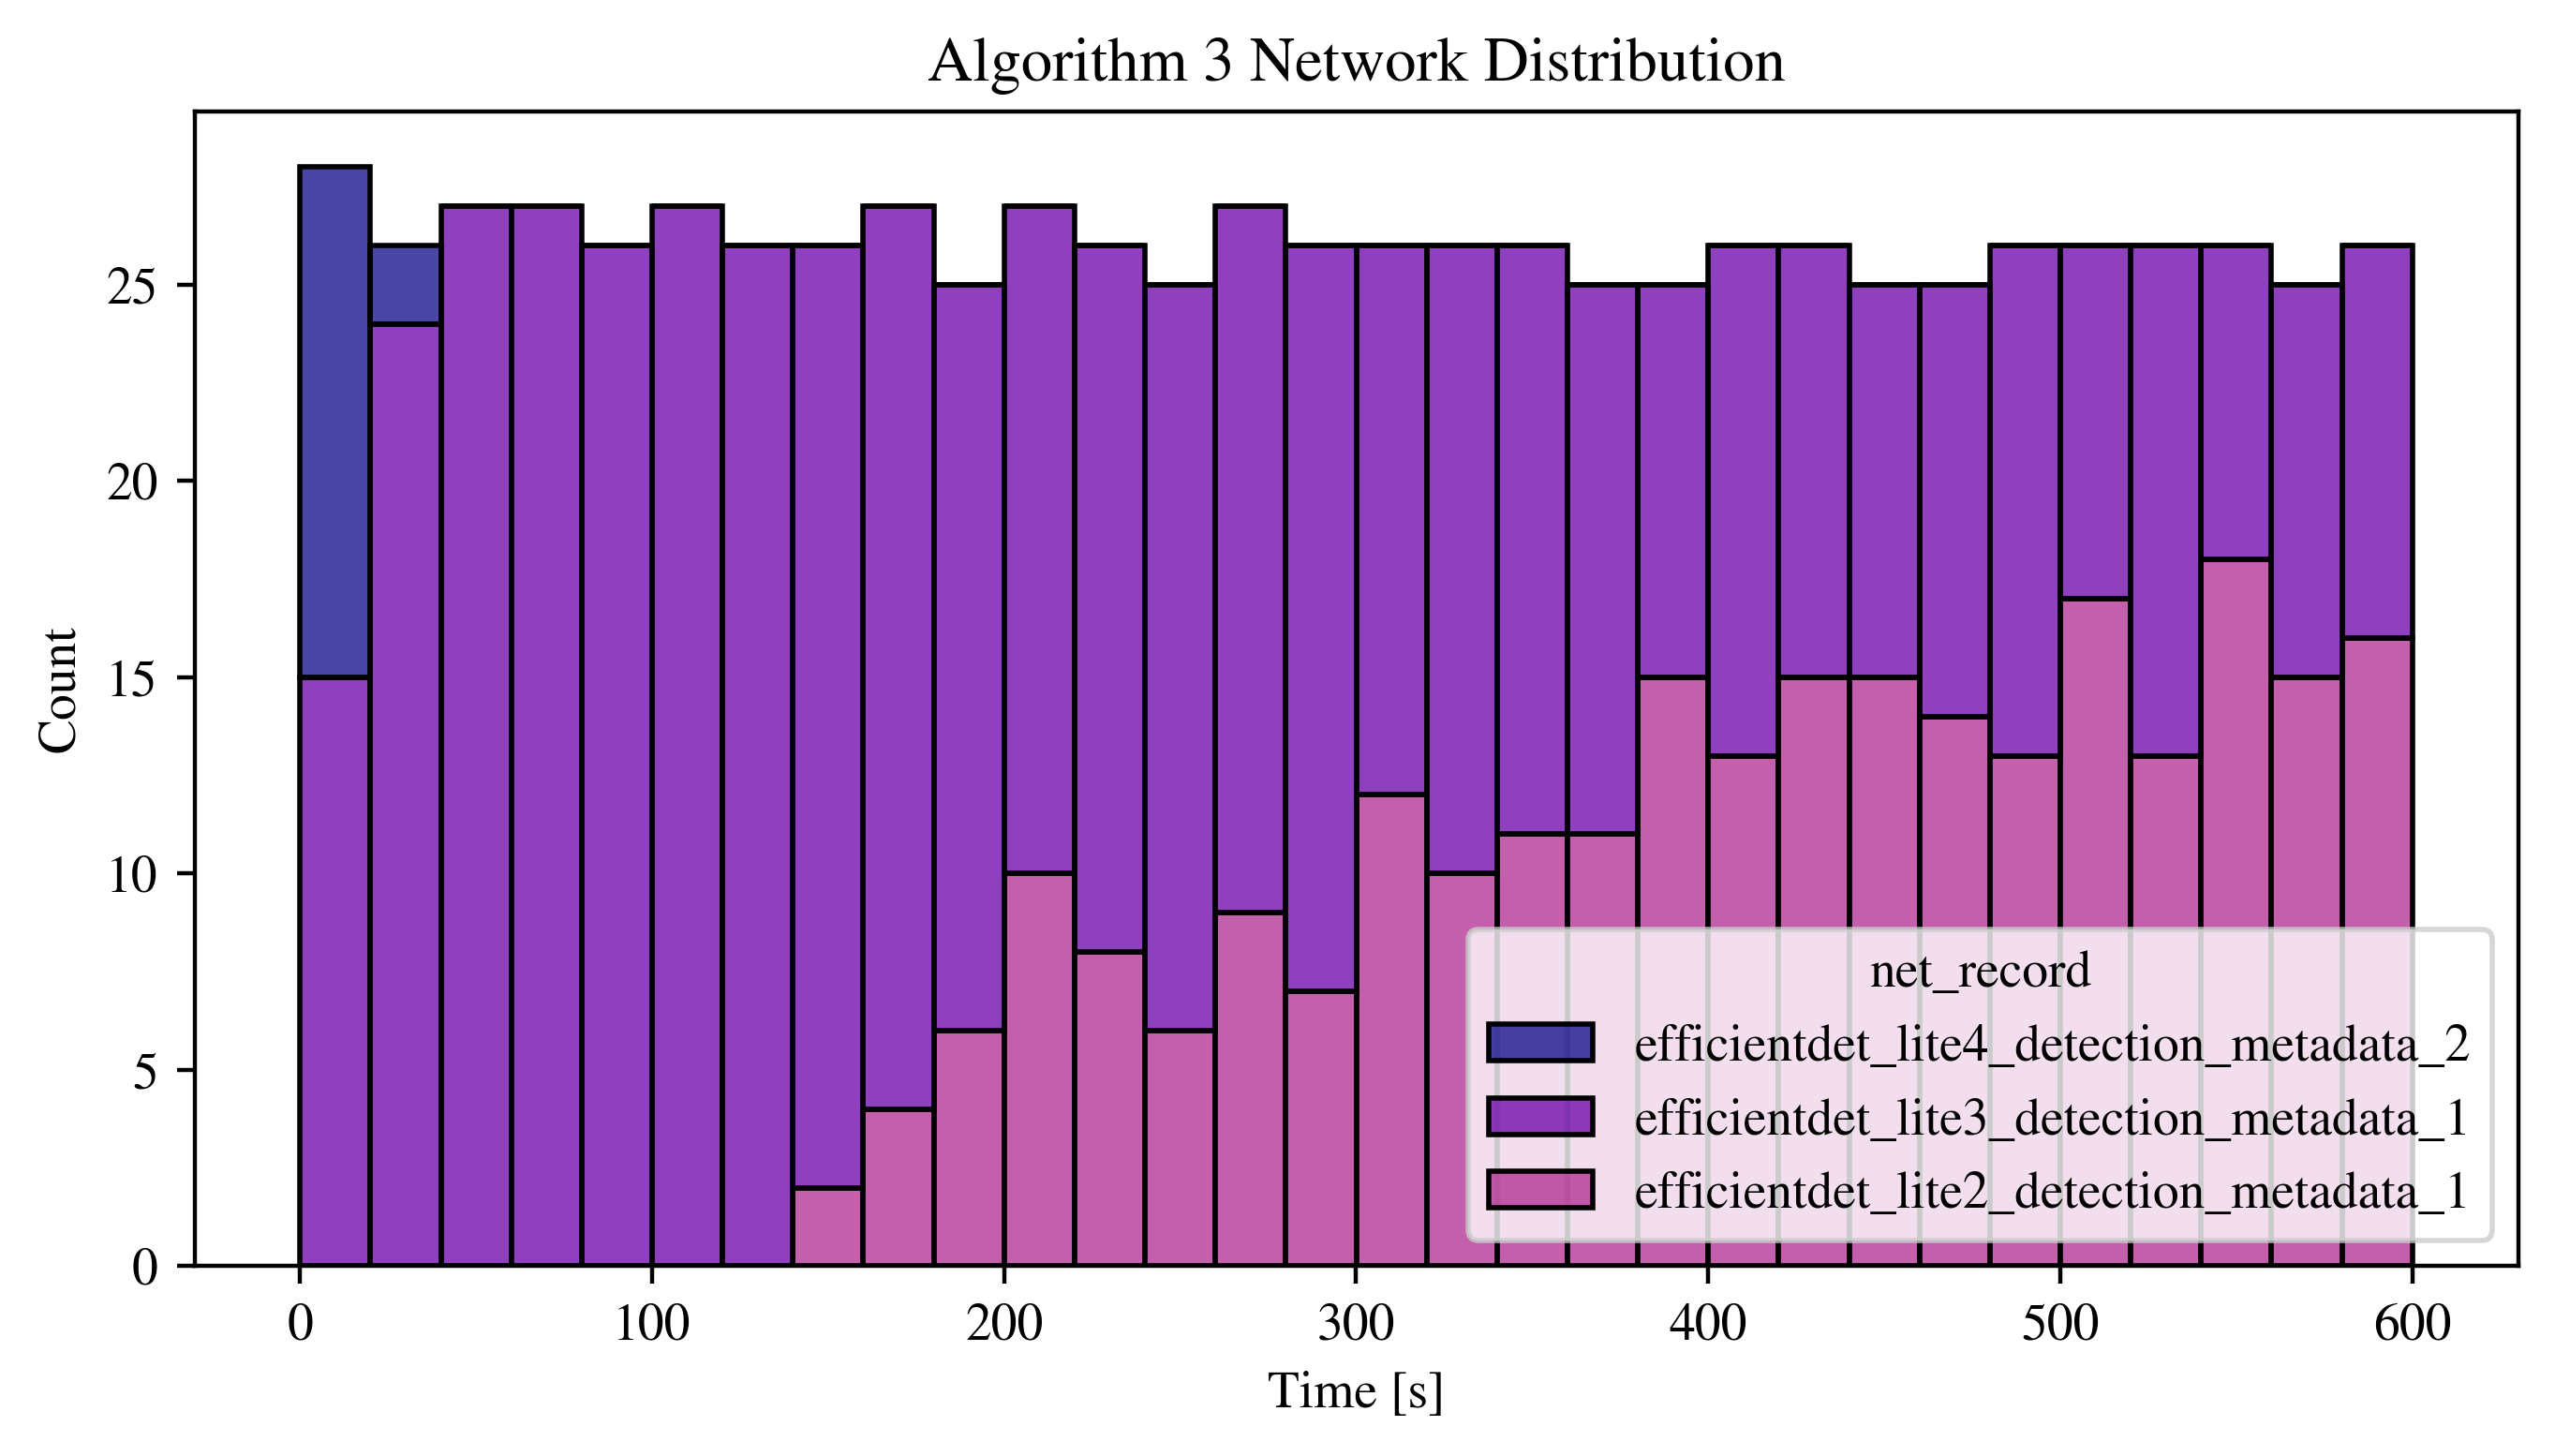 Algorithm 3 Network Distribution
Count
25
20
15
10
5
0
net_record
efficientdet_lite4_detection_metadata_2
efficientdet_lite3_detection_metadata_1
efficientdet_lite2_detection_metadata_1
0 100 200 300 400 500 600
Time [s]